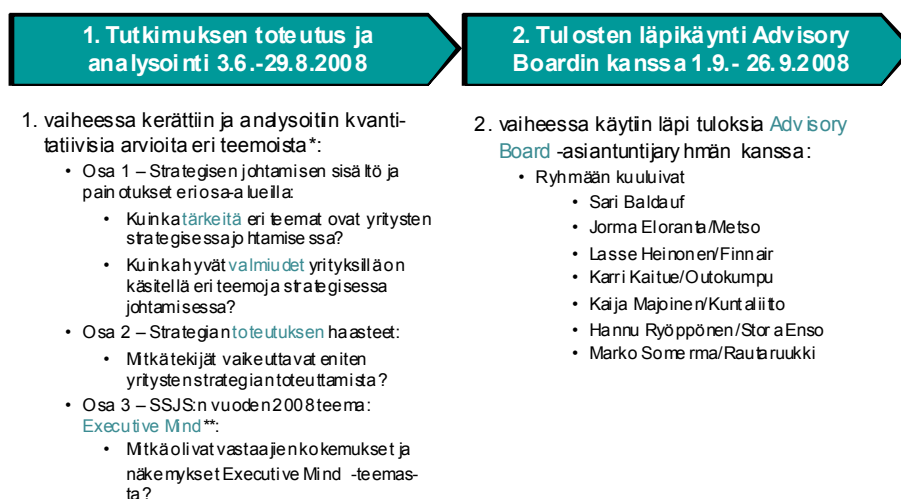 1. Tutkimuksen toteutus ja
analysointi 3.6.-29.8.2008
1. vaiheessa kerättiin ja analysoitiin kvanti-
tatiivisia arvioita eri teemoista*:
• Osa 1 – Strategisen johtamisen sisältö ja
painotukset eri osa-alueilla:
• Kuinka tärkeitä eri teemat ovat yritysten
strategisessa johtamisessa?
• Kuinka hyvät valmiudet yrityksillä on
käsitellä eri teemoja strategisessa
johtamisessa?
• Osa 2 – Strategian toteutuksen haasteet:
• Mitkä tekijät vaikeuttavat eniten
yritysten strategian toteuttamista?
• Osa 3 – SSJS:n vuoden 2008 teema:
Executive Mind**:
• Mitkä olivat vastaajien kokemukset ja
näkemykset Executive Mind -teemas-
ta?
2. Tulosten läpikäynti Advisory
Boardin kanssa 1.9.- 26.9.2008
2. vaiheessa käytiin läpi tuloksia Advisory
Board -asiantuntijaryhmän kanssa:
• Ryhmään kuuluivat
• Sari Baldauf
• Jorma Eloranta/Metso
• Lasse Heinonen/Finnair
• Karri Kaitue/Outokumpu
• Kaija Majoinen/Kuntaliitto
• Hannu Ryöppönen/Stora Enso
• Marko Somerma/Rautaruukki